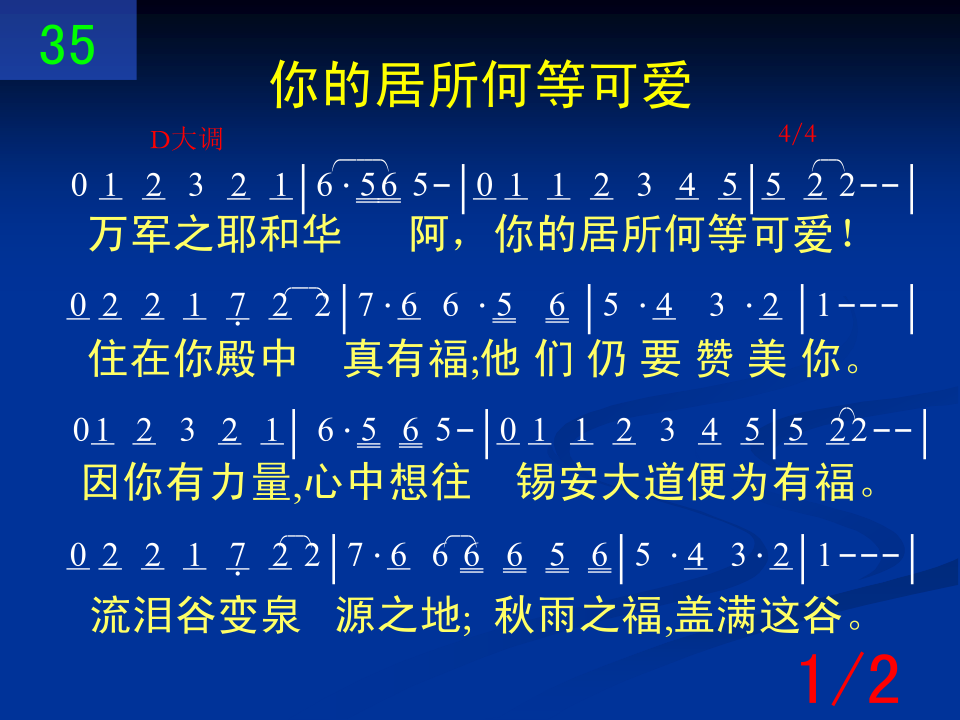 35
你的居所何等可爱
D大调 4/4
0 1 2 3 2 1|6·56 5-|0 1 1 2 3 4 5|5 2 2--|
万军之耶和华 阿，你的居所何等可爱！
0 2 2 1 7 2 2|7·6 6·5 6|5·4 3·2|1---|
住在你殿中 真有福;他们仍要赞美你。
01 2 3 2 1|6·5 6 5-|0 1 1 2 3 4 5|5 22--|
因你有力量,心中想往 锡安大道便为有福。
0 2 2 1 7 2 2|7·6 6 6 6 5 6|5·4 3·2|1---|
流泪谷变泉 源之地; 秋雨之福,盖满这谷。
1/2